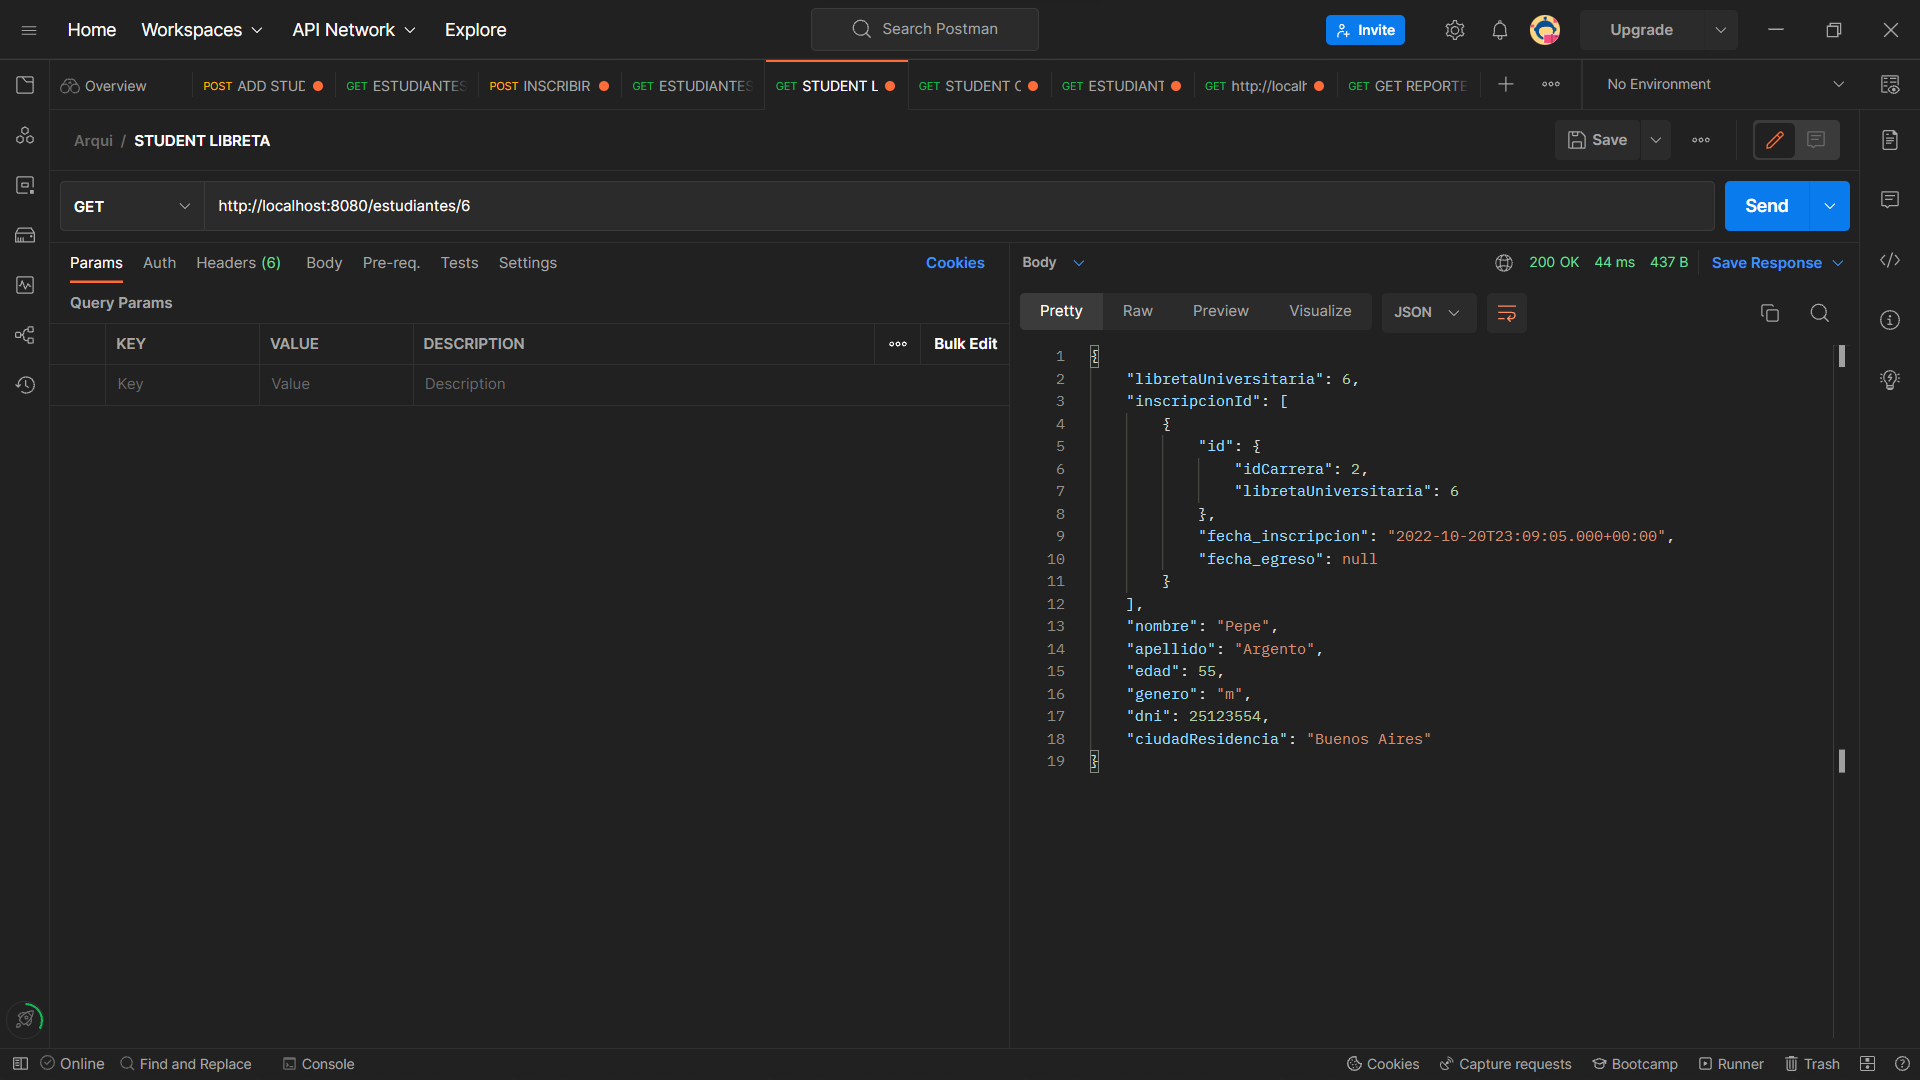 Home Workspaces API Network Explore Search Postman Invite Upgrade
Overview POST ADD STUD GET ESTUDIANTES POST INSCRIBIR GET ESTUDIANTES GET STUDENT L GET STUDENT C GET ESTUDIANT GET http://localh GET GET REPORTE No Environment
Arqui / STUDENT LIBRETA Save
GET http://localhost:8080/estudiantes/6 Send
Params Auth Headers (6) Body Pre-req. Tests Settings Cookies
Query Params
KEY VALUE DESCRIPTION Bulk Edit
Key Value Description
Body 200 OK 44 ms 437 B Save Response
Pretty Raw Preview Visualize JSON
1 {
2 "libretaUniversitaria": 6,
3 "inscripcionId": [
4 {
5 "id": {
6 "idCarrera": 2,
7 "libretaUniversitaria": 6
8 },
9 "fecha_inscripcion": "2022-10-20T23:09:05.000+00:00",
10 "fecha_egreso": null
11 }
12 ],
13 "nombre": "Pepe",
14 "apellido": "Argento",
15 "edad": 55,
16 "genero": "m",
17 "dni": 25123554,
18 "ciudadResidencia": "Buenos Aires"
19 }
Online Find and Replace Console Cookies Capture requests Bootcamp Runner Trash